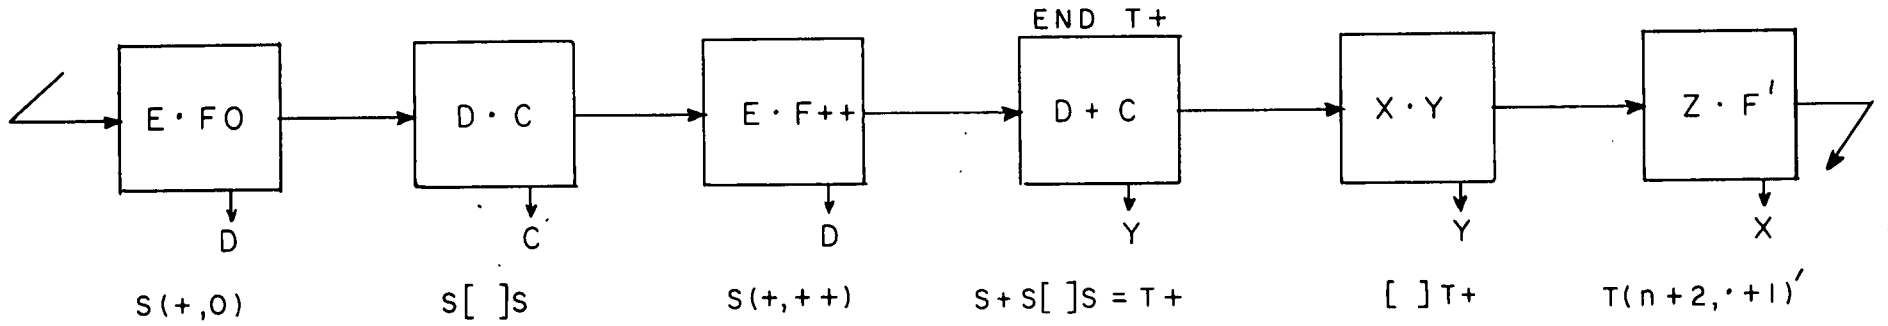 END T+
E·FO D·C E·F++ D+C X·Y Z·F'
D C D Y Y X
S(+,0) S[ ]S S(+,++) S+S[ ]S=T+ [ ]T+ T(n+2,·+1)'